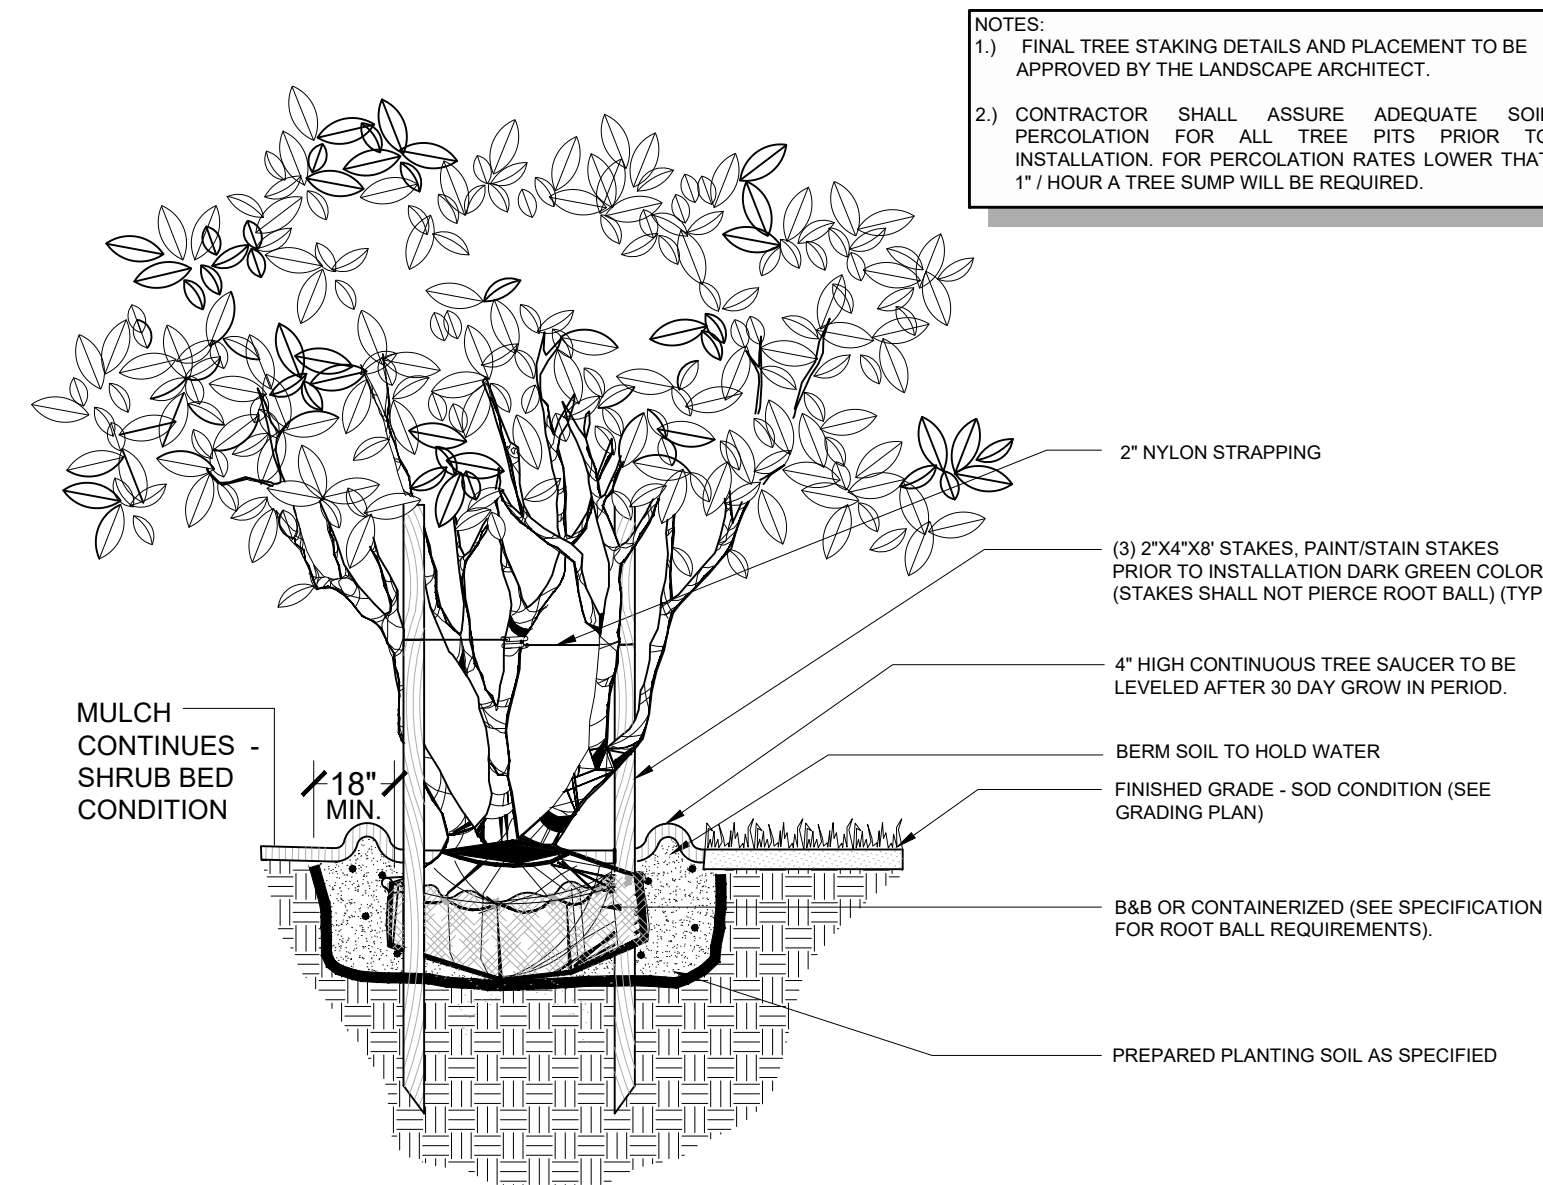 NOTES:
1.) FINAL TREE STAKING DETAILS AND PLACEMENT TO BE
APPROVED BY THE LANDSCAPE ARCHITECT.
2.) CONTRACTOR SHALL ASSURE ADEQUATE SOIL
PERCOLATION FOR ALL TREE PITS PRIOR TO
INSTALLATION. FOR PERCOLATION RATES LOWER THAT
1" / HOUR A TREE SUMP WILL BE REQUIRED.
2" NYLON STRAPPING
(3) 2"X4"X8' STAKES, PAINT/STAIN STAKES
PRIOR TO INSTALLATION DARK GREEN COLOR
(STAKES SHALL NOT PIERCE ROOT BALL) (TYP
4" HIGH CONTINUOUS TREE SAUCER TO BE
LEVELED AFTER 30 DAY GROW IN PERIOD.
MULCH
CONTINUES -
SHRUB BED
CONDITION
18"
MIN.
BERM SOIL TO HOLD WATER
FINISHED GRADE - SOD CONDITION (SEE
GRADING PLAN)
B&B OR CONTAINERIZED (SEE SPECIFICATION
FOR ROOT BALL REQUIREMENTS).
PREPARED PLANTING SOIL AS SPECIFIED